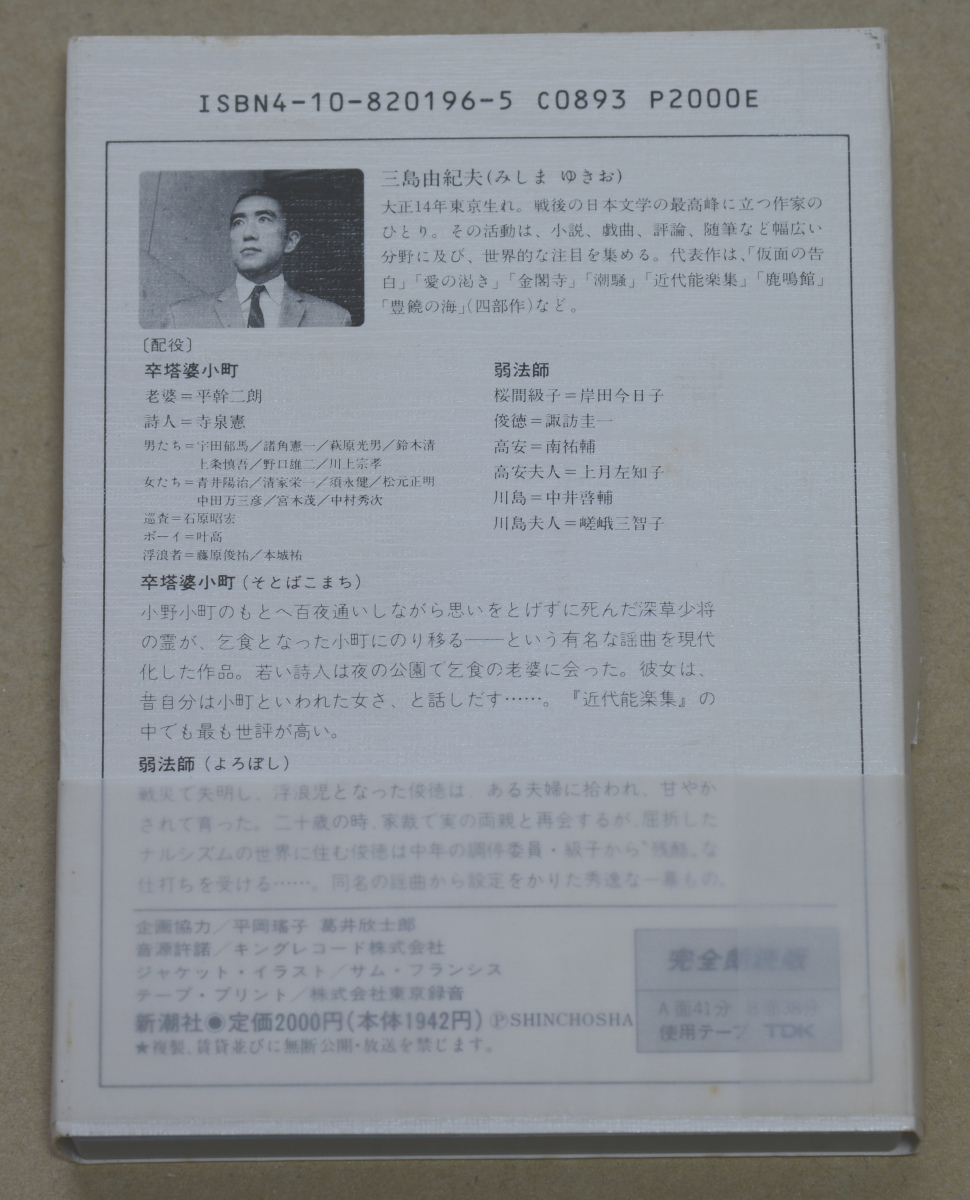 ISBN4-10-820196-5 C0893 P2000E
三島由紀夫(みしま ゆきお)
大正14年東京生れ。戦後の日本文学の最高峰に立つ作家の
ひとり。その活動は、小説、戯曲、評論、随筆など幅広い
分野に及び、世界的な注目を集める。代表作は、「仮面の告
白」「愛の渇き」「金閣寺」「潮騒」「近代能楽集」「鹿鳴館」
「豊饒の海」(四部作)など。
〔配役〕
卒塔婆小町
老婆＝平幹二朗
詩人＝寺泉憲
男たち＝宇田郁馬／諸角憲一／萩原光男／鈴木清
上条慎吾／野口雄二／川上宗孝
女たち＝青井陽治／清家栄一／須永健／松元正明
中田万三彦／宮本茂／中村秀次
巡査＝石原昭宏
ボーイ＝叶高
浮浪者＝藤原俊祐／本城祐
弱法師
桜間級子＝岸田今日子
俊徳＝諏訪圭一
高安＝南祐輔
高安夫人＝上月左知子
川島＝中井啓輔
川島夫人＝嵯峨三智子
卒塔婆小町(そとばこまち)
小野小町のもとへ百夜通いしながら思いをとげずに死んだ深草少将
の霊が、乞食となった小町にのり移る――という有名な謡曲を現代
化した作品。若い詩人は夜の公園で乞食の老婆に会った。彼女は、
昔自分は小町といわれた女さ、と話しだす……。『近代能楽集』の
中でも最も世評が高い。
弱法師(よろぼし)
戦災で失明し、浮浪児となった俊徳は、ある夫婦に拾われ、甘やか
されて育った。二十歳の時、家裁で実の両親と再会するが、屈折した
ナルシズムの世界に住む俊徳は中年の調停委員・級子から"残酷"な
仕打ちを受ける……。同名の謡曲から設定をかりた秀逸な一幕もの。
企画協力／平岡瑤子 葛井欣士郎
音源許諾／キングレコード株式会社
ジャケット・イラスト／サム・フランシス
テープ・プリント／株式会社東京録音
新潮社●定価2000円(本体1942円) ⓅSHINCHOSHA
★複製、賃貸並びに無断公開・放送を禁じます。
完全朗読版
A面41分 B面38分
使用テープ TDK